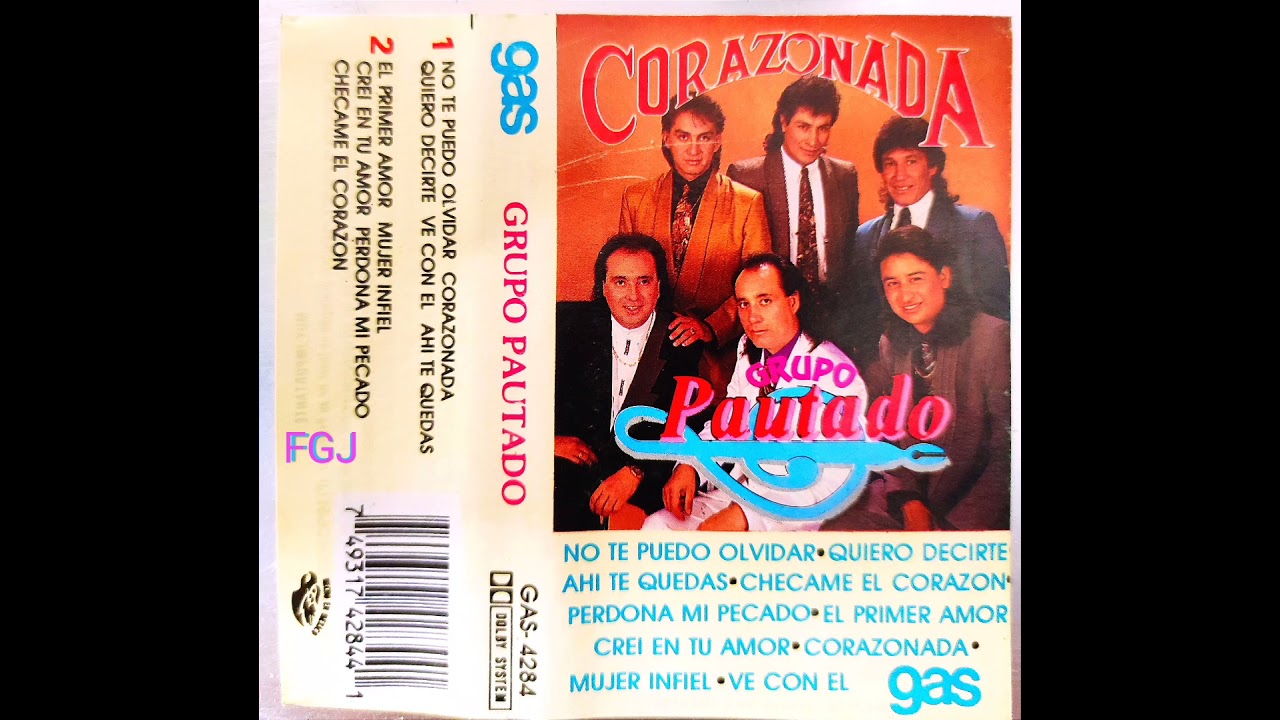 gas
GRUPO PAUTADO
GAS-4284
DOLBY SYSTEM
1 NO TE PUEDO OLVIDAR CORAZONADA
QUIERO DECIRTE VE CON EL AHI TE QUEDAS
2 EL PRIMER AMOR MUJER INFIEL
CREI EN TU AMOR PERDONA MI PECADO
CHECAME EL CORAZON
FGJ
7 49317 42844 1
CORAZONADA
GRUPO
Pautado
NO TE PUEDO OLVIDAR•QUIERO DECIRTE
AHI TE QUEDAS•CHECAME EL CORAZON•
PERDONA MI PECADO•EL PRIMER AMOR
CREI EN TU AMOR•CORAZONADA•
MUJER INFIEL•VE CON EL
gas